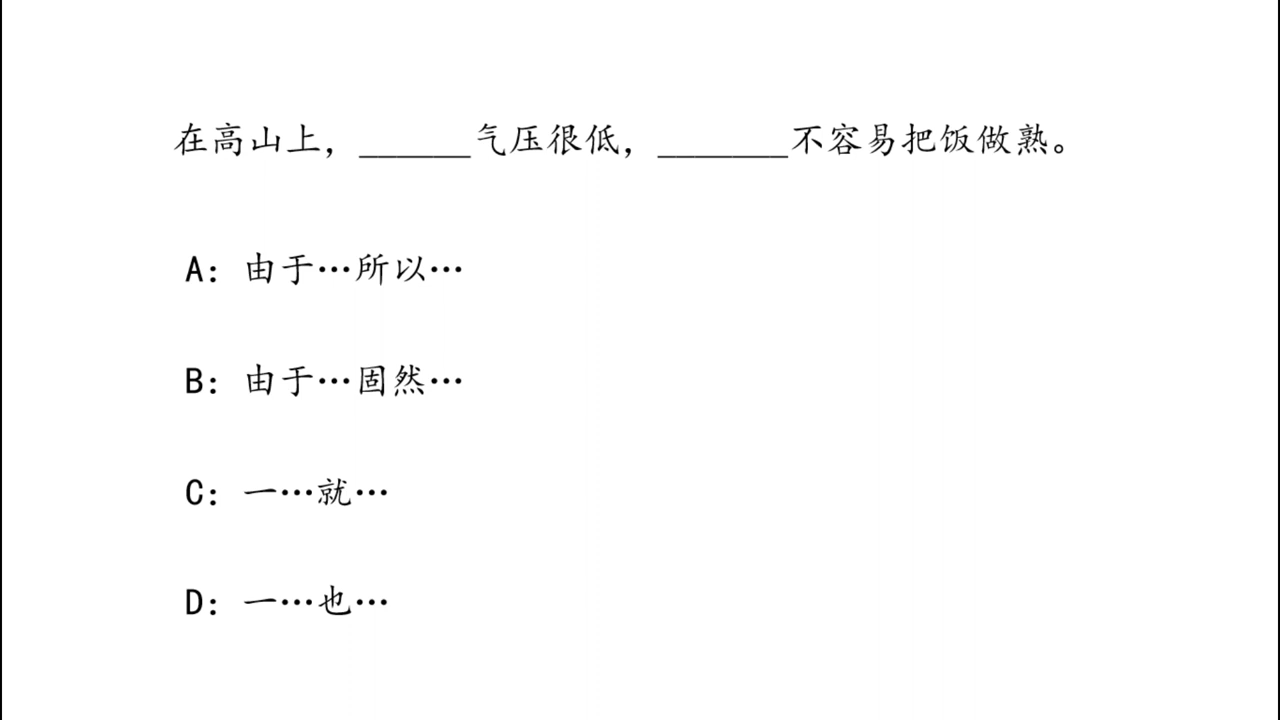 在高山上，______气压很低，_______不容易把饭做熟。
A：由于…所以…
B：由于…固然…
C：一…就…
D：一…也…